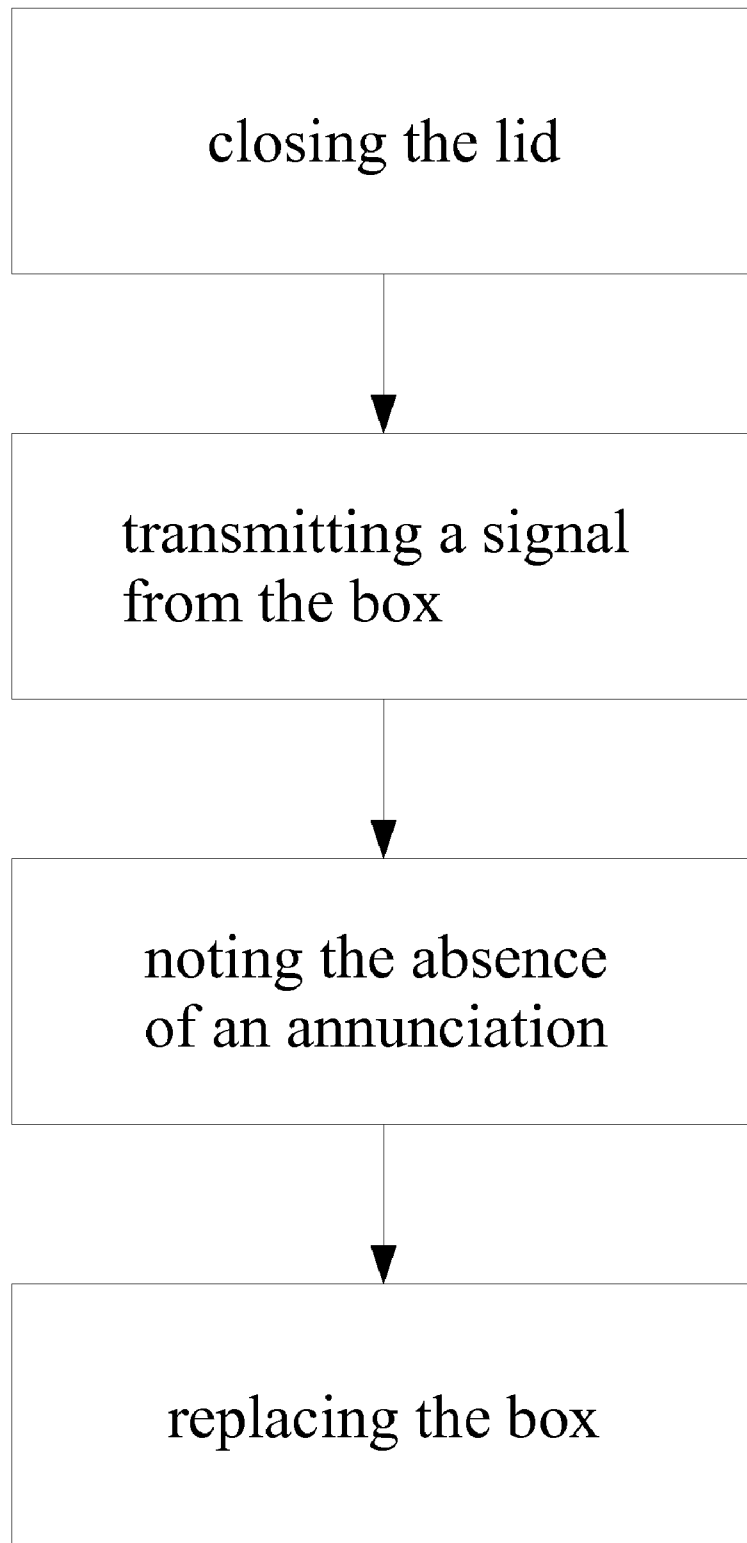 closing the lid
transmitting a signal
from the box
noting the absence
of an annunciation
replacing the box